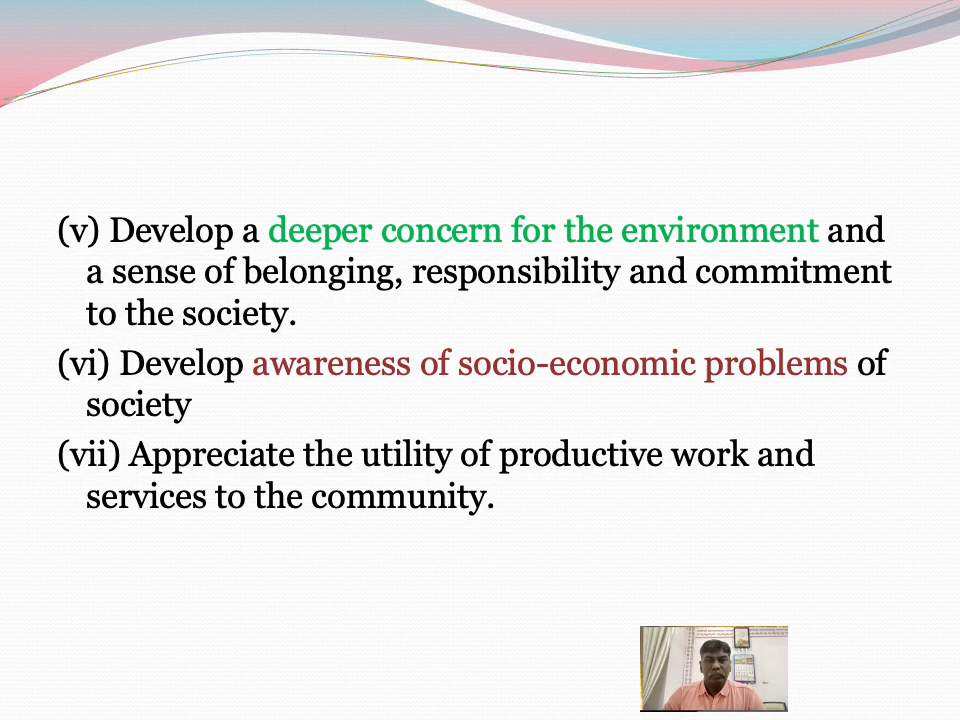 (v) Develop a deeper concern for the environment and
a sense of belonging, responsibility and commitment
to the society.
(vi) Develop awareness of socio-economic problems of
society
(vii) Appreciate the utility of productive work and
services to the community.